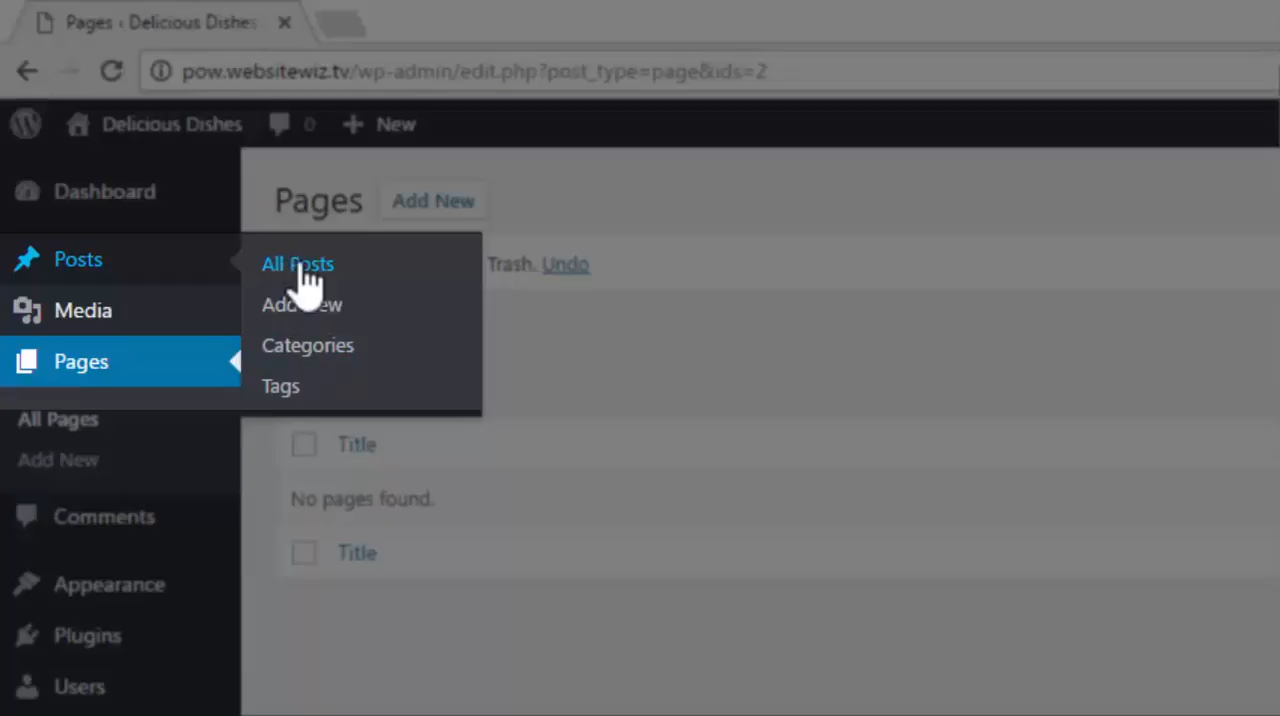 Pages ‹ Delicious Dishes
pow.websitewiz.tv/wp-admin/edit.php?post_type=page&ids=2
Delicious Dishes 0 New
Dashboard
Pages Add New
Posts
All Posts
Trash. Undo
Media
Add New
Categories
Pages
Tags
All Pages
Title
Add New
No pages found.
Comments
Title
Appearance
Plugins
Users